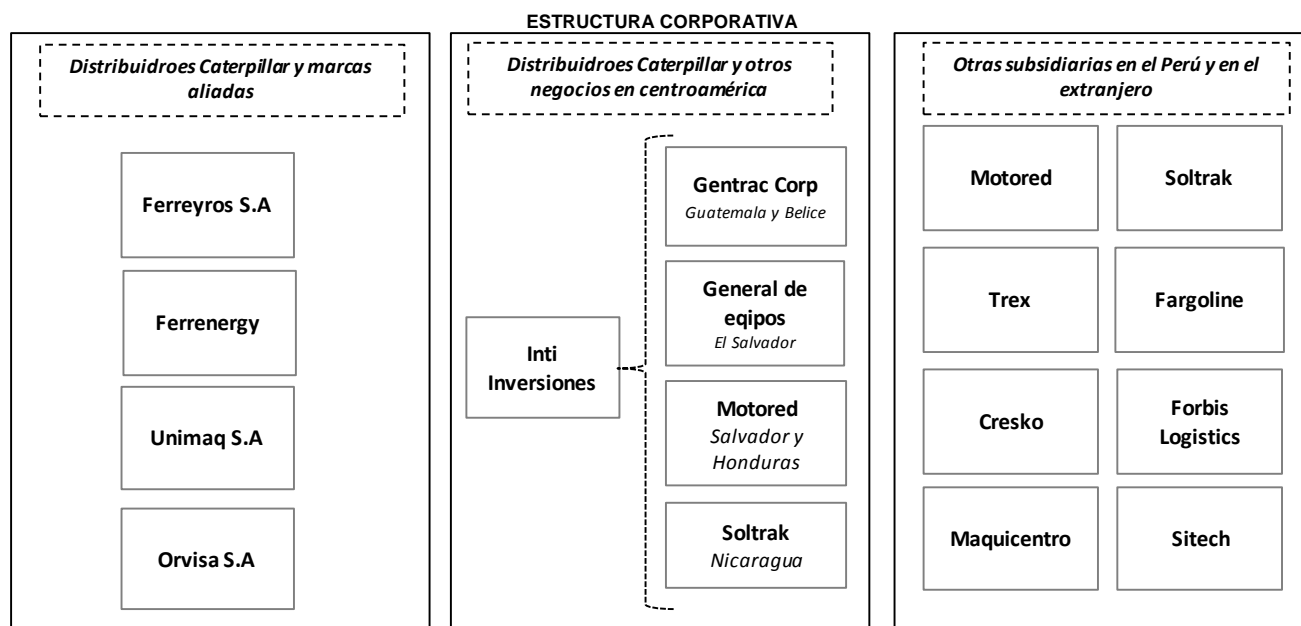 ESTRUCTURA CORPORATIVA
Distribuidroes Caterpillar y marcas
aliadas
Ferreyros S.A
Ferrenergy
Unimaq S.A
Orvisa S.A
Distribuidroes Caterpillar y otros
negocios en centroamérica
Inti
Inversiones
Gentrac Corp
Guatemala y Belice
General de
eqipos
El Salvador
Motored
Salvador y
Honduras
Soltrak
Nicaragua
Otras subsidiarias en el Perú y en el
extranjero
Motored
Soltrak
Trex
Fargoline
Cresko
Forbis
Logistics
Maquicentro
Sitech